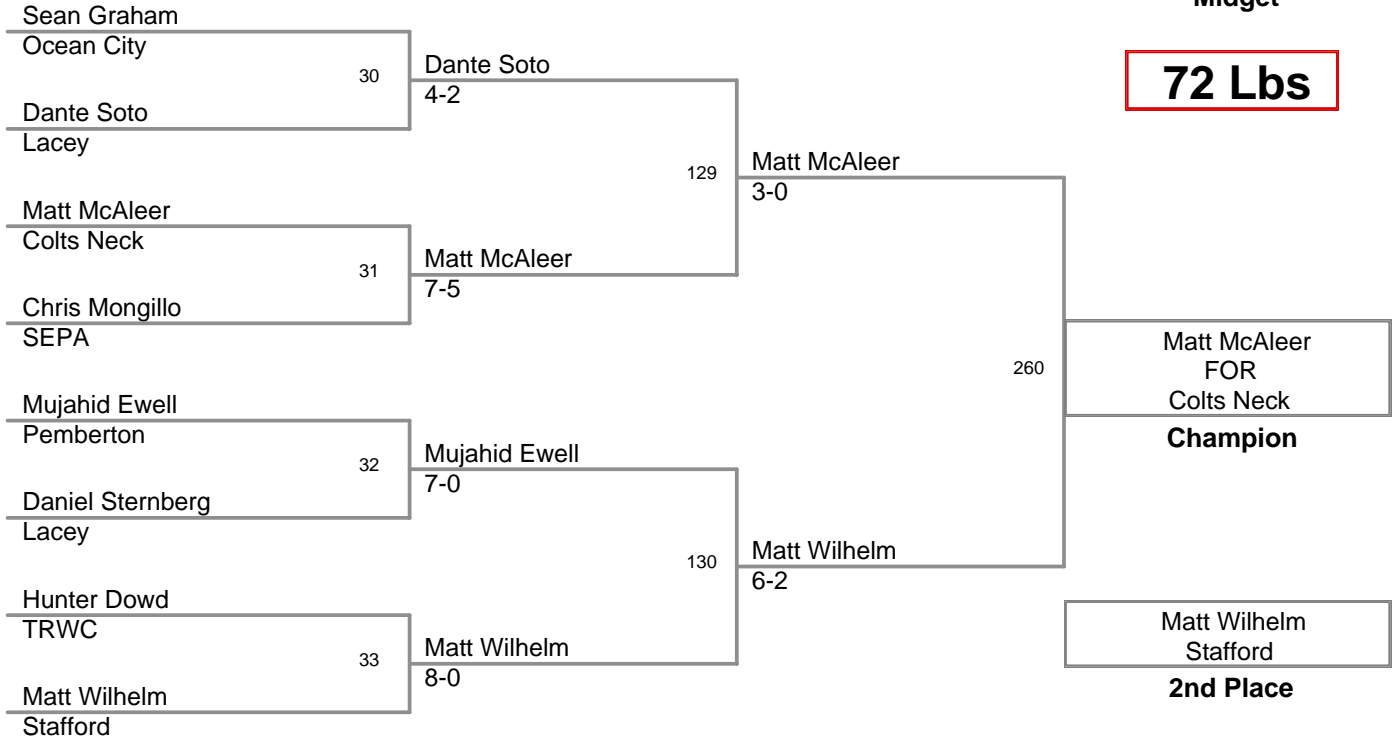 Midget
72 Lbs
Sean Graham
Ocean City
30
Dante Soto
Lacey
Dante Soto
4-2
129
Matt McAleer
Colts Neck
31
Chris Mongillo
SEPA
Matt McAleer
7-5
Matt McAleer
3-0
260
Mujahid Ewell
Pemberton
32
Daniel Sternberg
Lacey
Mujahid Ewell
7-0
130
Hunter Dowd
TRWC
33
Matt Wilhelm
Stafford
Matt Wilhelm
8-0
Matt Wilhelm
6-2
Matt McAleer
FOR
Colts Neck
Champion
Matt Wilhelm
Stafford
2nd Place